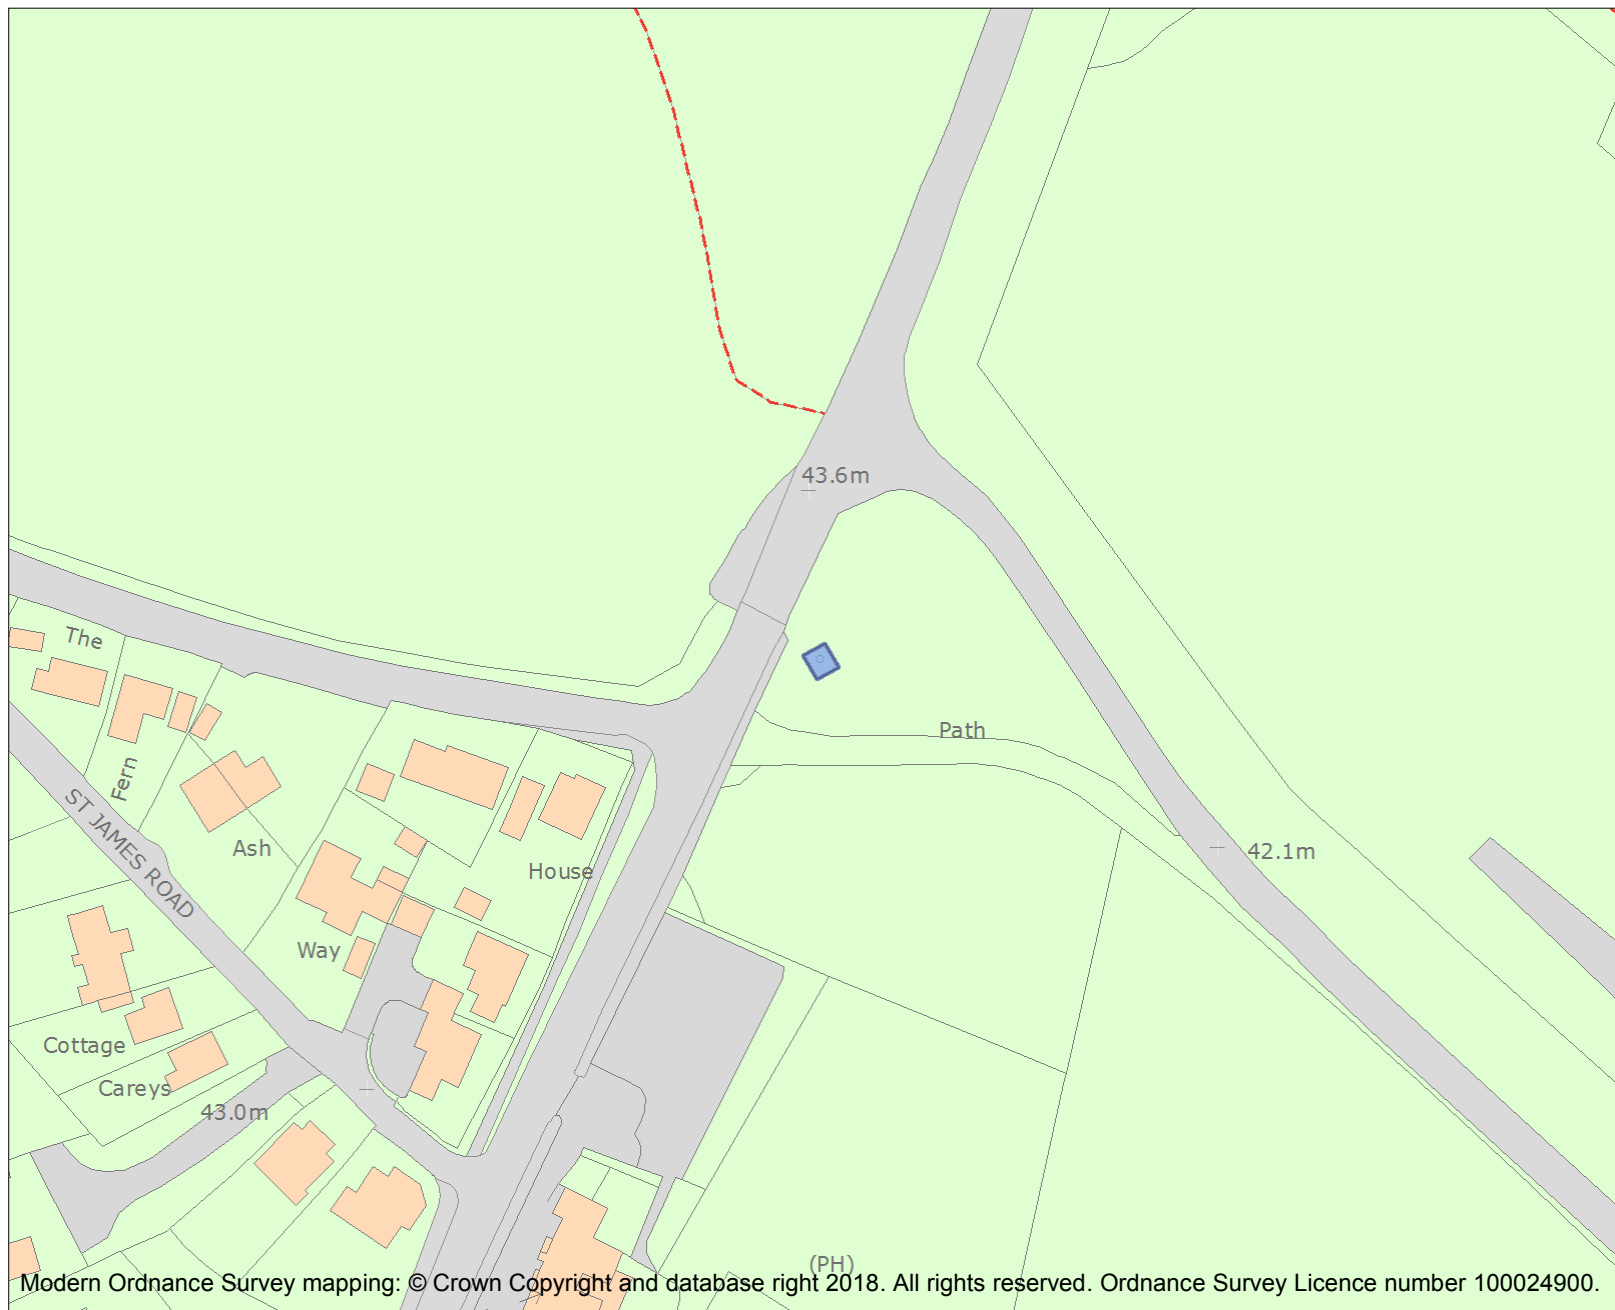 43.6m
The
Path
Fern
ST JAMES ROAD
Ash
42.1m
House
Way
Cottage
Careys
43.0m
(PH)
Modern Ordnance Survey mapping: © Crown Copyright and database right 2018. All rights reserved. Ordnance Survey Licence number 100024900.